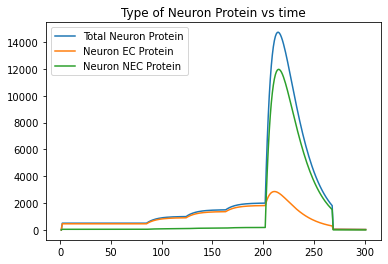 Type of Neuron Protein vs time
Total Neuron Protein
Neuron EC Protein
Neuron NEC Protein
14000
12000
10000
8000
6000
4000
2000
0
0 50 100 150 200 250 300